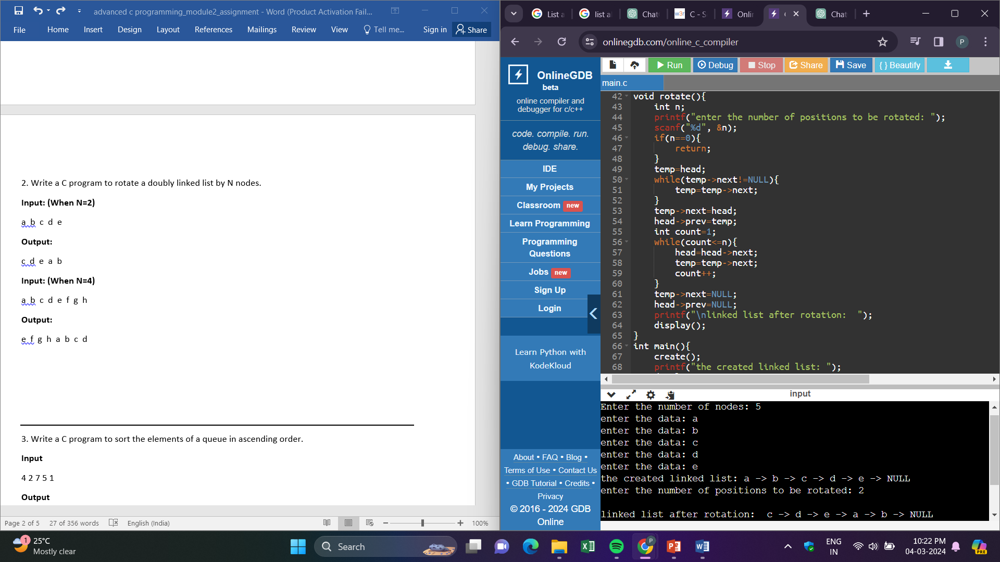 advanced c programming_module2_assignment - Word (Product Activation Fail...
File Home Insert Design Layout References Mailings Review View Tell me... Sign in Share
2. Write a C program to rotate a doubly linked list by N nodes.
Input: (When N=2)
a b c d e
Output:
c d e a b
Input: (When N=4)
a b c d e f g h
Output:
e f g h a b c d
3. Write a C program to sort the elements of a queue in ascending order.
Input
4 2 7 5 1
Output
Page 2 of 5 27 of 356 words English (India) 100%
List a list a Chat w3r C - S Onlin Chat
onlinegdb.com/online_c_compiler P
OnlineGDB
beta
online compiler and
debugger for c/c++
code. compile. run.
debug. share.
IDE
My Projects
Classroom new
Learn Programming
Programming
Questions
Jobs new
Sign Up
Login
Learn Python with
KodeKloud
About • FAQ • Blog •
Terms of Use • Contact Us
• GDB Tutorial • Credits •
Privacy
© 2016 - 2024 GDB
Online
Run Debug Stop Share Save { } Beautify
main.c
42 void rotate(){
43 int n;
44 printf("enter the number of positions to be rotated: ");
45 scanf("%d", &n);
46 if(n==0){
47 return;
48 }
49 temp=head;
50 while(temp->next!=NULL){
51 temp=temp->next;
52 }
53 temp->next=head;
54 head->prev=temp;
55 int count=1;
56 while(count<=n){
57 head=head->next;
58 temp=temp->next;
59 count++;
60 }
61 temp->next=NULL;
62 head->prev=NULL;
63 printf("\nlinked list after rotation:  ");
64 display();
65 }
66 int main(){
67 create();
68 printf("the created linked list: ");
input
Enter the number of nodes: 5
enter the data: a
enter the data: b
enter the data: c
enter the data: d
enter the data: e
the created linked list: a -> b -> c -> d -> e -> NULL
enter the number of positions to be rotated: 2
linked list after rotation:  c -> d -> e -> a -> b -> NULL
1 25°C
Mostly clear
Search
ENG
IN
10:22 PM
04-03-2024
PRE